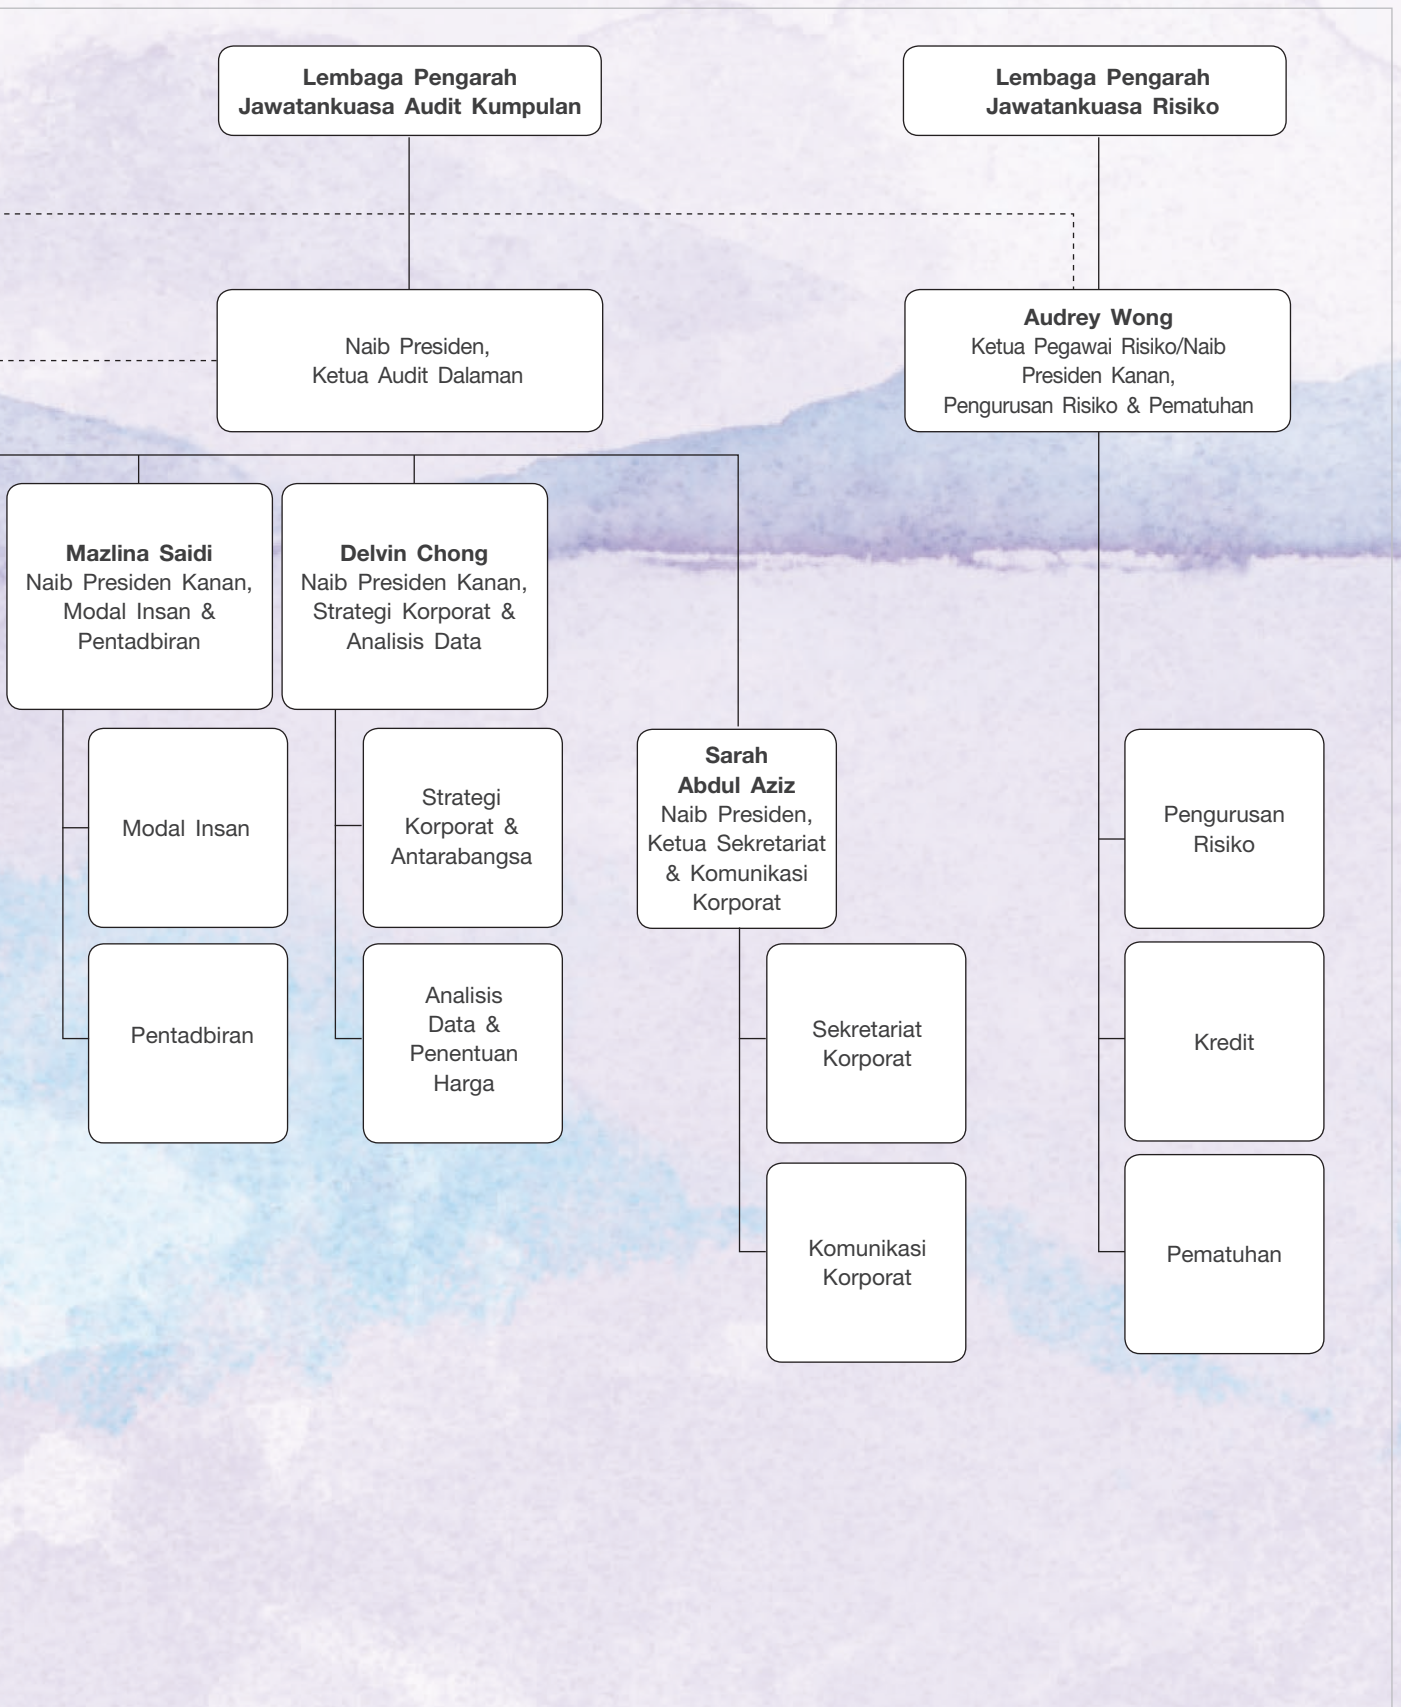 Lembaga Pengarah
Jawatankuasa Audit Kumpulan
Lembaga Pengarah
Jawatankuasa Risiko
Naib Presiden,
Ketua Audit Dalaman
Audrey Wong
Ketua Pegawai Risiko/Naib
Presiden Kanan,
Pengurusan Risiko & Pematuhan
Mazlina Saidi
Naib Presiden Kanan,
Modal Insan &
Pentadbiran
Delvin Chong
Naib Presiden Kanan,
Strategi Korporat &
Analisis Data
Modal Insan
Pentadbiran
Strategi
Korporat &
Antarabangsa
Analisis
Data &
Penentuan
Harga
Sarah
Abdul Aziz
Naib Presiden,
Ketua Sekretariat
& Komunikasi
Korporat
Sekretariat
Korporat
Komunikasi
Korporat
Pengurusan
Risiko
Kredit
Pematuhan